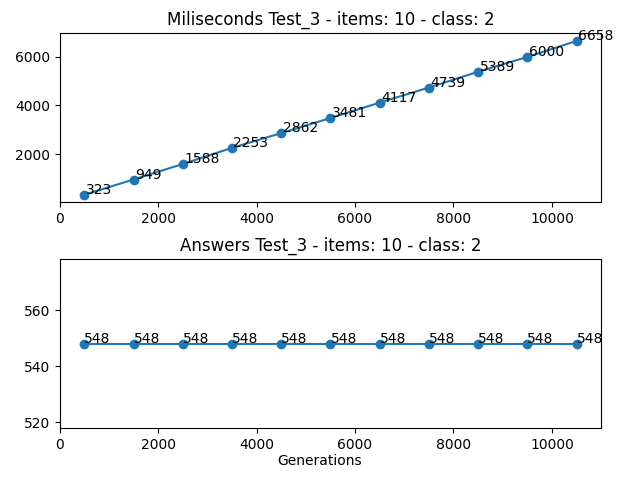 Miliseconds Test_3 - items: 10 - class: 2
6000
4000
2000
323
949
1588
2253
2862
3481
4117
4739
5389
6000
6658
0 2000 4000 6000 8000 10000
Answers Test_3 - items: 10 - class: 2
560
540
520
548 548 548 548 548 548 548 548 548 548 548
0 2000 4000 6000 8000 10000
Generations